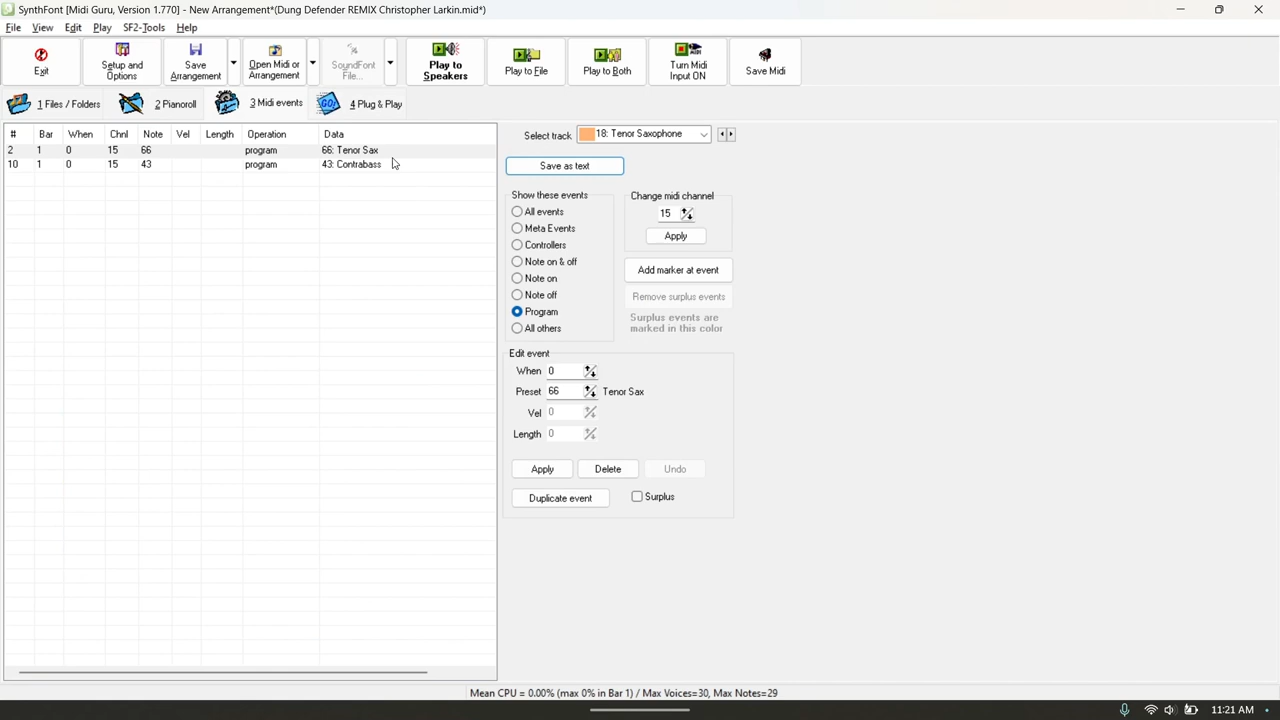 SynthFont [Midi Guru, Version 1.770] - New Arrangement*(Dung Defender REMIX Christopher Larkin.mid*)
File View Edit Play SF2-Tools Help
Exit
Setup and Options
Save Arrangement
Open Midi or Arrangement
SoundFont File...
Play to Speakers
Play to File
Play to Both
Turn Midi Input ON
Save Midi
1 Files / Folders 2 Pianoroll 3 Midi events 4 Plug & Play
# Bar When Chnl Note Vel Length Operation Data
2 1 0 15 66 program 66: Tenor Sax
10 1 0 15 43 program 43: Contrabass
Select track 18: Tenor Saxophone
Save as text
Show these events
All events
Meta Events
Controllers
Note on & off
Note on
Note off
Program
All others
Change midi channel
15
Apply
Add marker at event
Remove surplus events
Surplus events are
marked in this color
Edit event
When 0
Preset 66 Tenor Sax
Vel 0
Length 0
Apply Delete Undo
Duplicate event Surplus
Mean CPU = 0.00% (max 0% in Bar 1) / Max Voices=30, Max Notes=29
11:21 AM